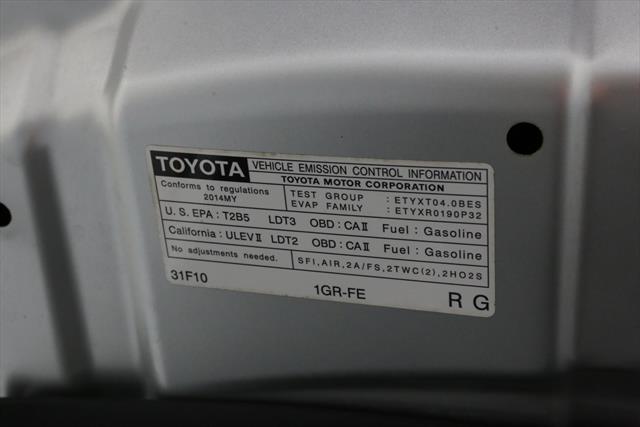 TOYOTA VEHICLE EMISSION CONTROL INFORMATION
TOYOTA MOTOR CORPORATION
Conforms to regulations
2014MY
TEST GROUP : ETYXT04.0BES
EVAP FAMILY : ETYXR0190P32
U.S. EPA : T2B5 LDT3 OBD : CAⅡ Fuel : Gasoline
California : ULEVⅡ LDT2 OBD : CAⅡ Fuel : Gasoline
No adjustments needed. SFI,AIR,2A/FS,2TWC(2),2HO2S
31F10 1GR-FE R G